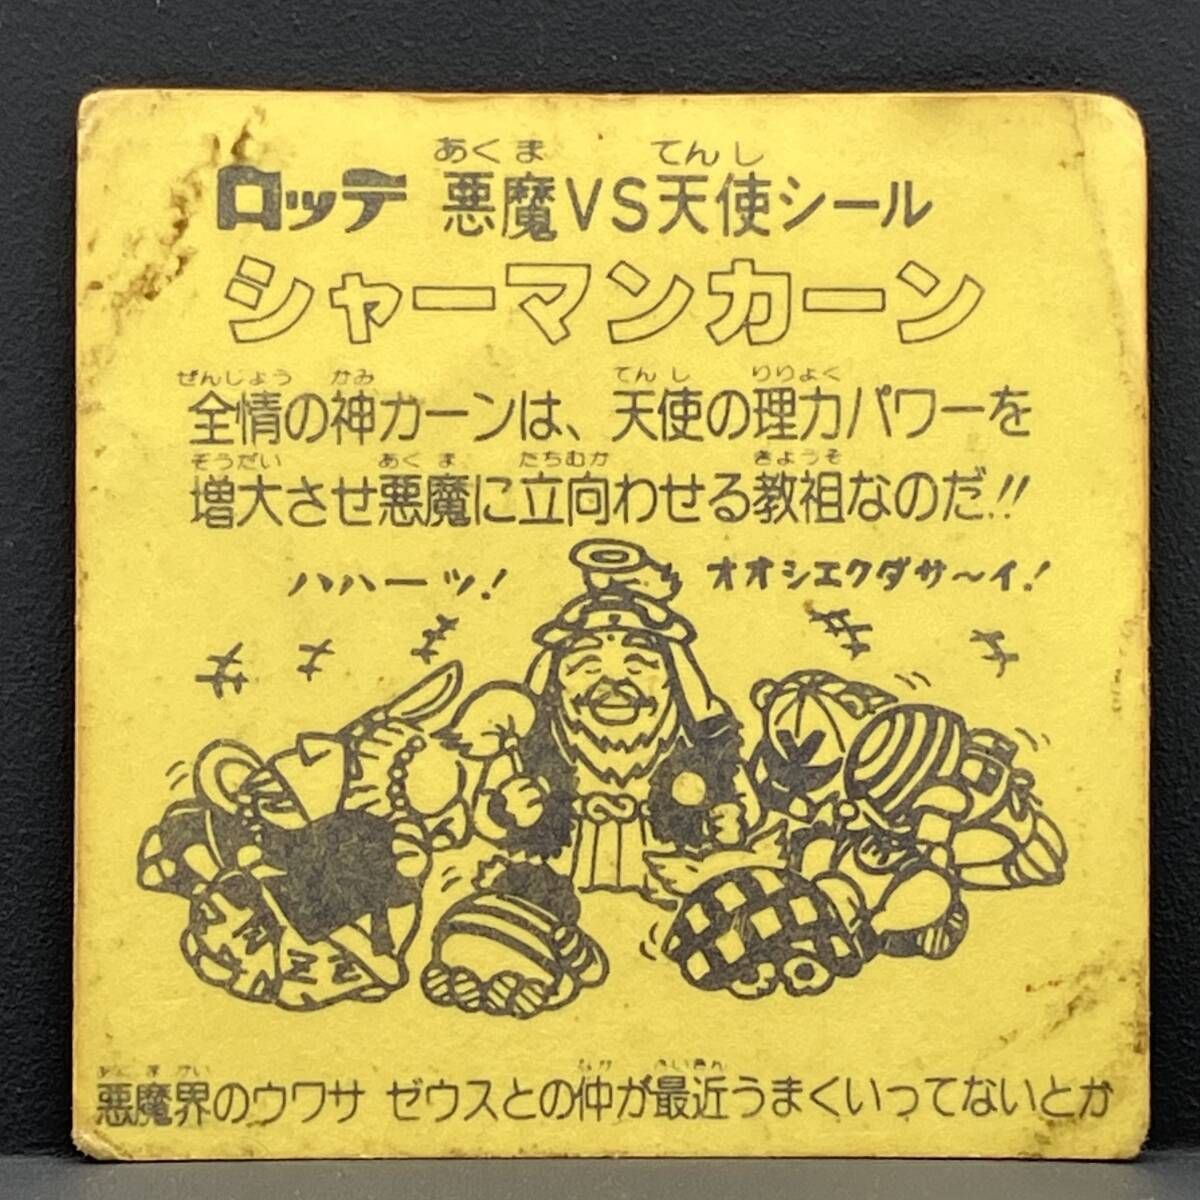 あくま てんし
ロッテ 悪魔VS天使シール
シャーマンカーン
ぜんじょう かみ てんし りりょく
全情の神カーンは、天使の理力パワーを
ぞうだい あくま たちむか きょうそ
増大させ悪魔に立向わせる教祖なのだ!!
ハハーッ! オオシエクダサ〜イ!
あくまかい なか さいきん
悪魔界のウワサ ゼウスとの仲が最近うまくいってないとか